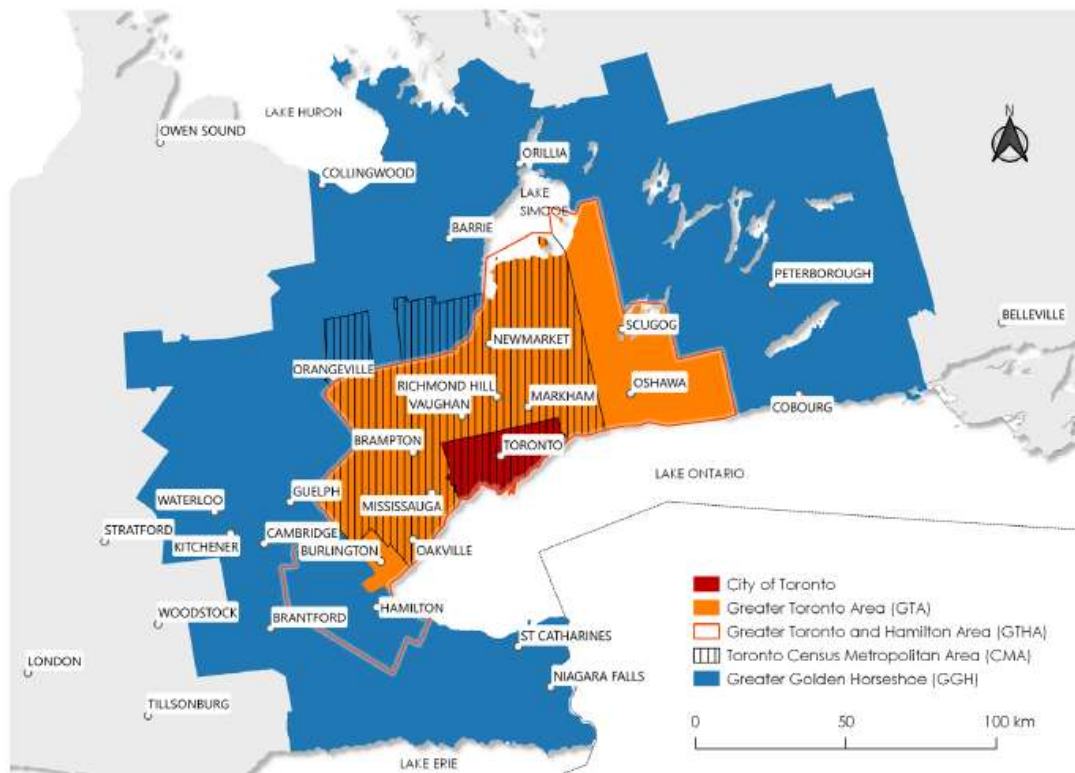 LAKE HURON
OWEN SOUND
COLLINGWOOD
ORILLIA
LAKE
SIMCOE
BARRIE
N
PETERBOROUGH
BELLEVILLE
SCUGOG
NEWMARKET
ORANGEVILLE
RICHMOND HILL
VAUGHAN
MARKHAM
OSHAWA
COBOURG
BRAMPTON
TORONTO
LAKE ONTARIO
GUELPH
MISSISSAUGA
WATERLOO
STRATFORD
KITCHENER
CAMBRIDGE
BURLINGTON
OAKVILLE
WOODSTOCK
BRANTFORD
HAMILTON
ST CATHARINES
LONDON
NIAGARA FALLS
TILLSONBURG
LAKE ERIE
City of Toronto
Greater Toronto Area (GTA)
Greater Toronto and Hamilton Area (GTHA)
Toronto Census Metropolitan Area (CMA)
Greater Golden Horseshoe (GGH)
0 50 100 km